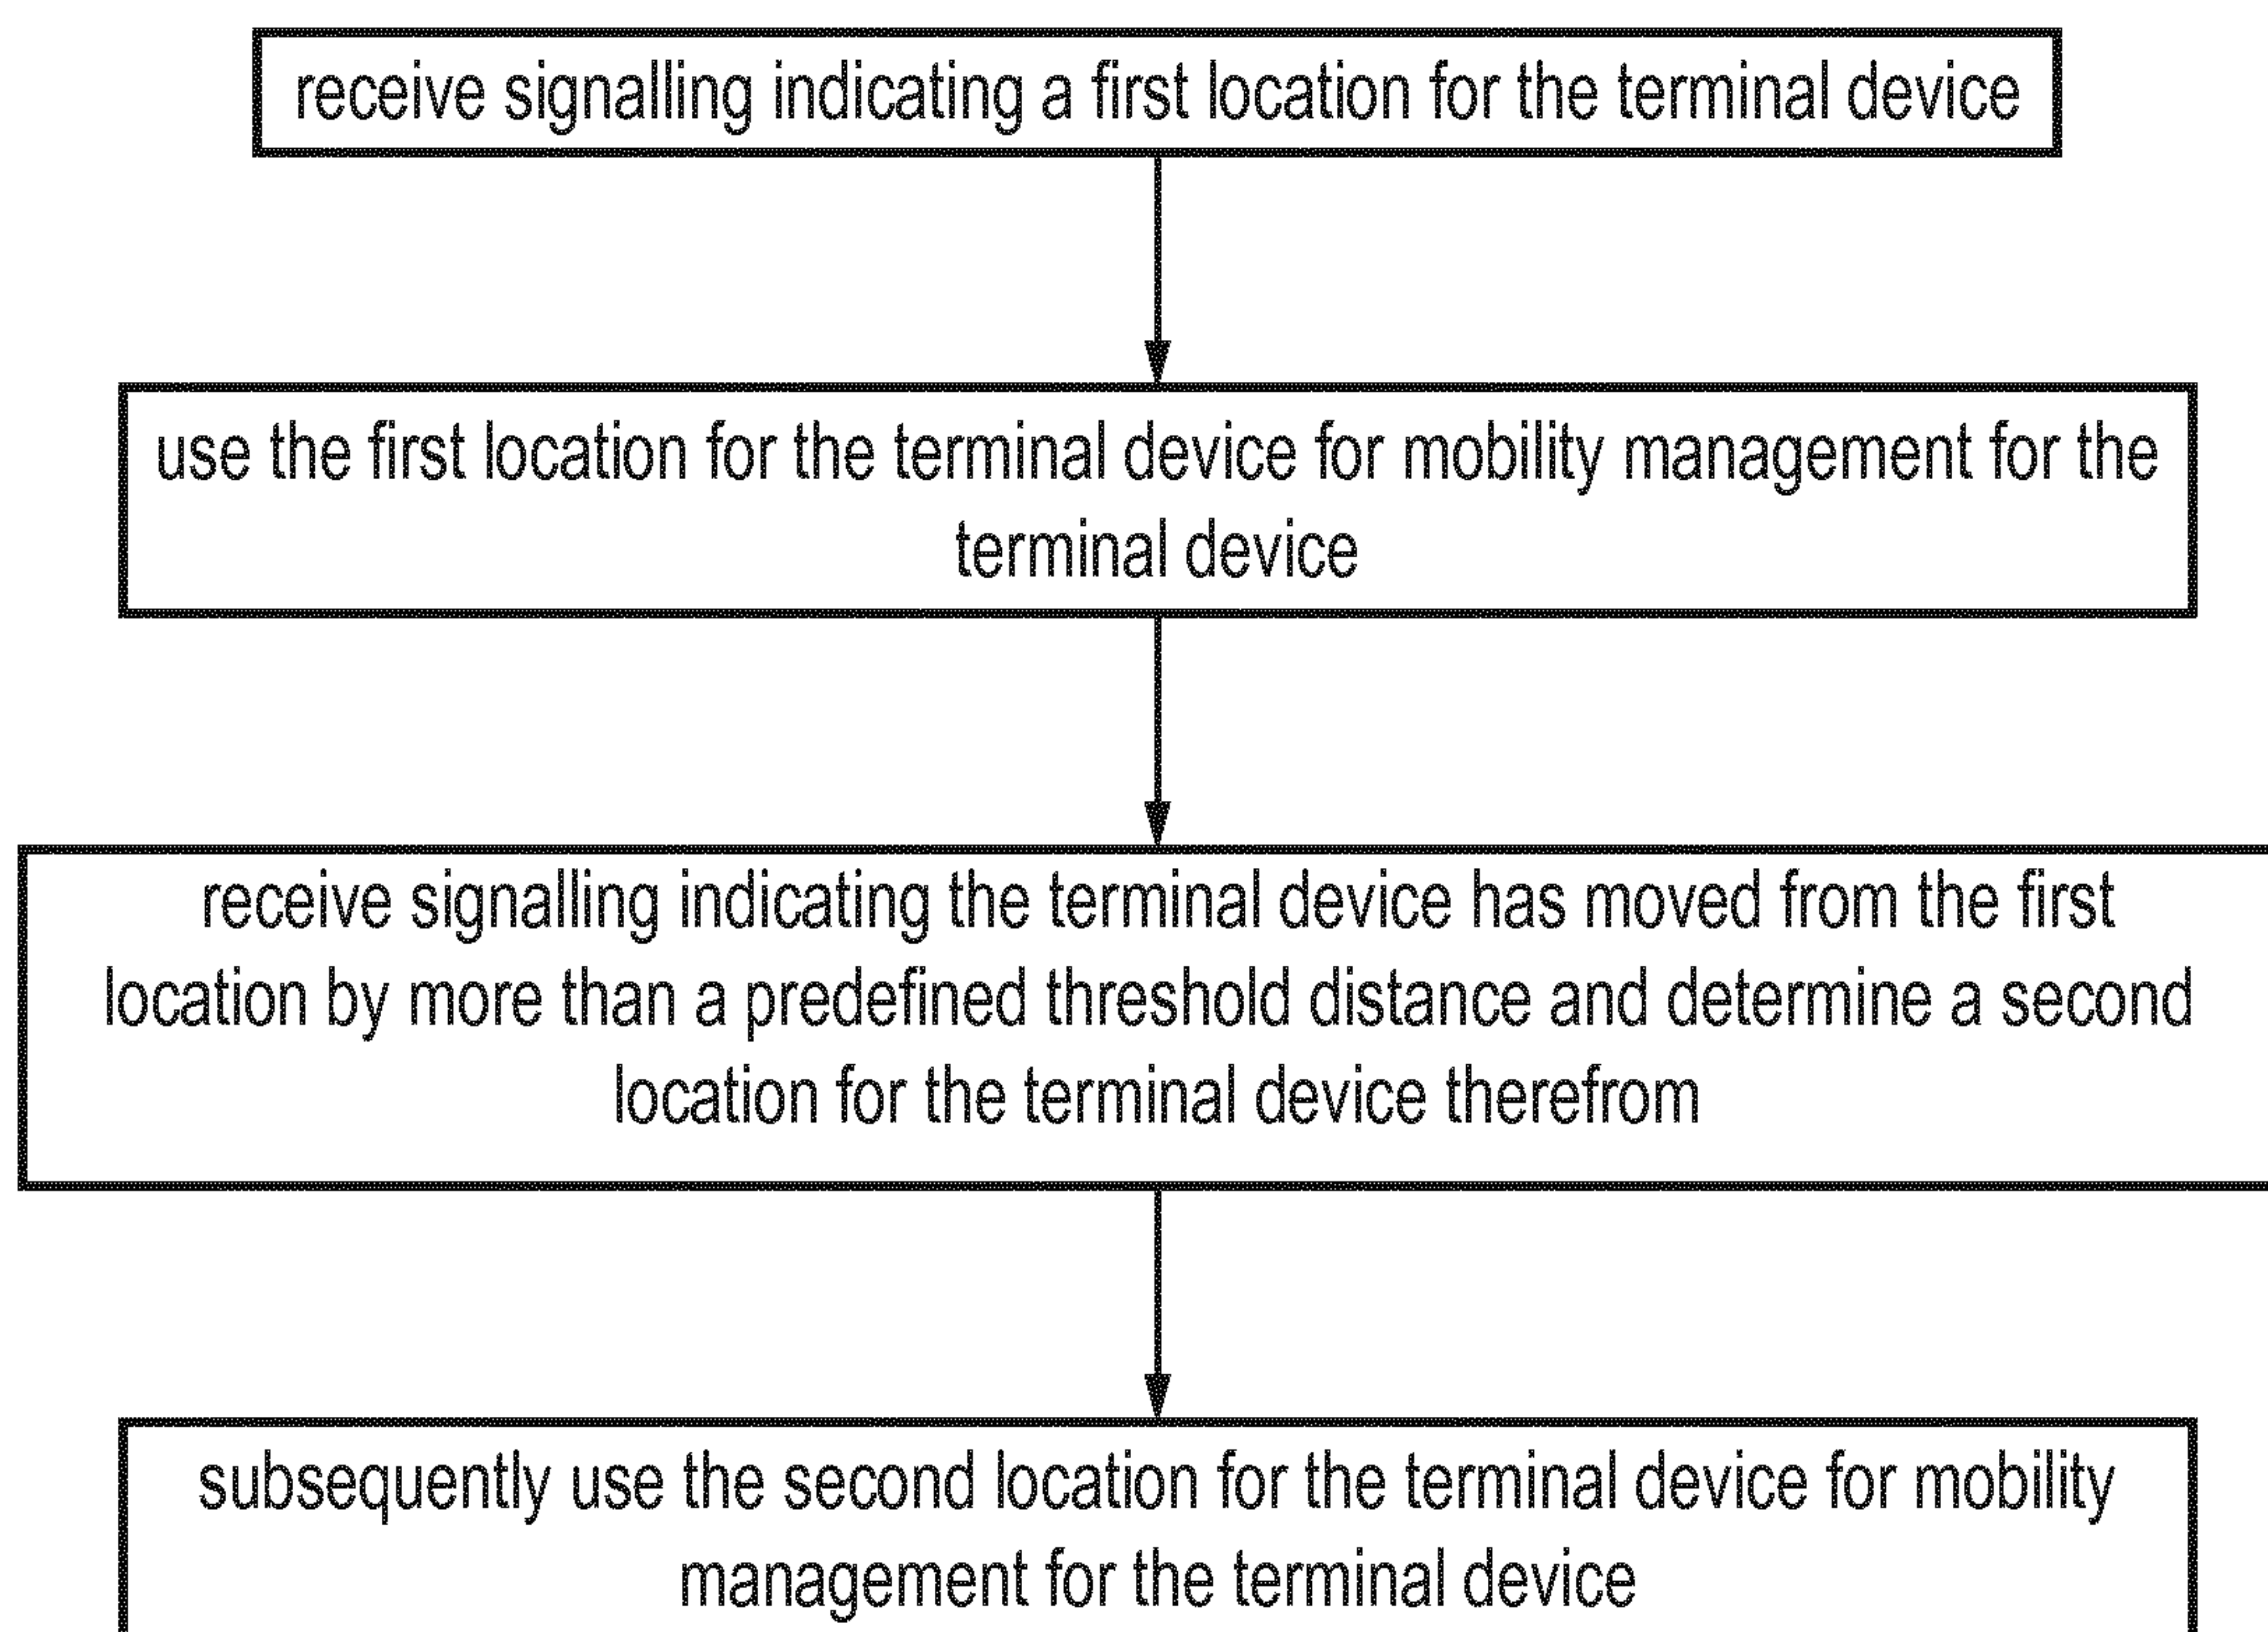 receive signalling indicating a first location for the terminal device
use the first location for the terminal device for mobility management for the
terminal device
receive signalling indicating the terminal device has moved from the first
location by more than a predefined threshold distance and determine a second
location for the terminal device therefrom
subsequently use the second location for the terminal device for mobility
management for the terminal device